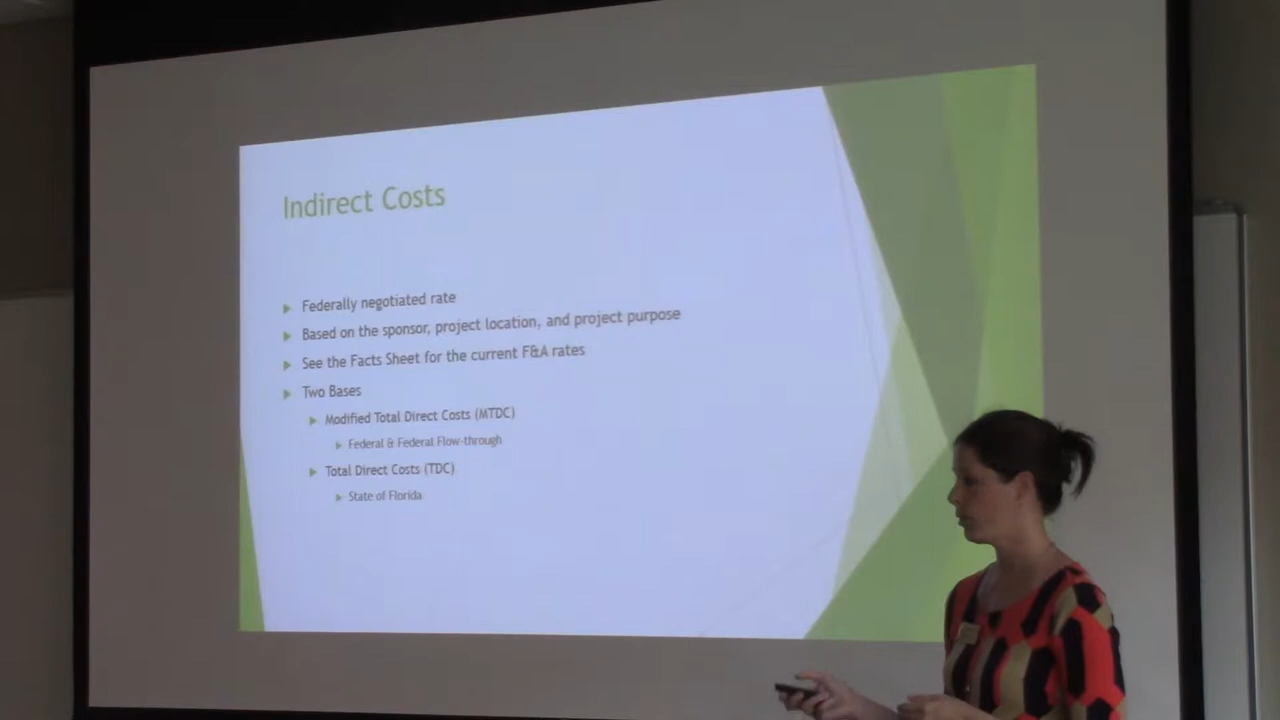 Indirect Costs
Federally negotiated rate
Based on the sponsor, project location, and project purpose
See the Facts Sheet for the current F&A rates
Two Bases
Modified Total Direct Costs (MTDC)
Federal & Federal Flow-through
Total Direct Costs (TDC)
State of Florida